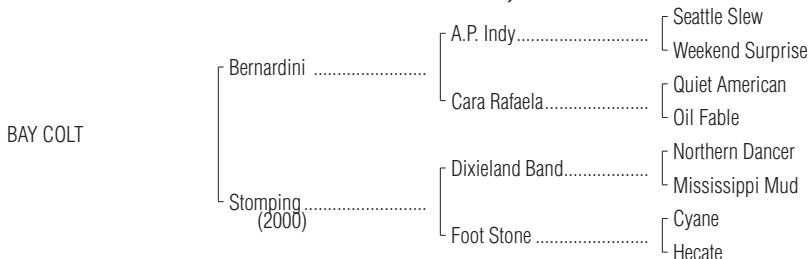 Seattle Slew
A.P. Indy
Weekend Surprise
Bernardini
Quiet American
Cara Rafaela
Oil Fable
BAY COLT
Northern Dancer
Dixieland Band
Mississippi Mud
Stomping
(2000)
Cyane
Foot Stone
Hecate